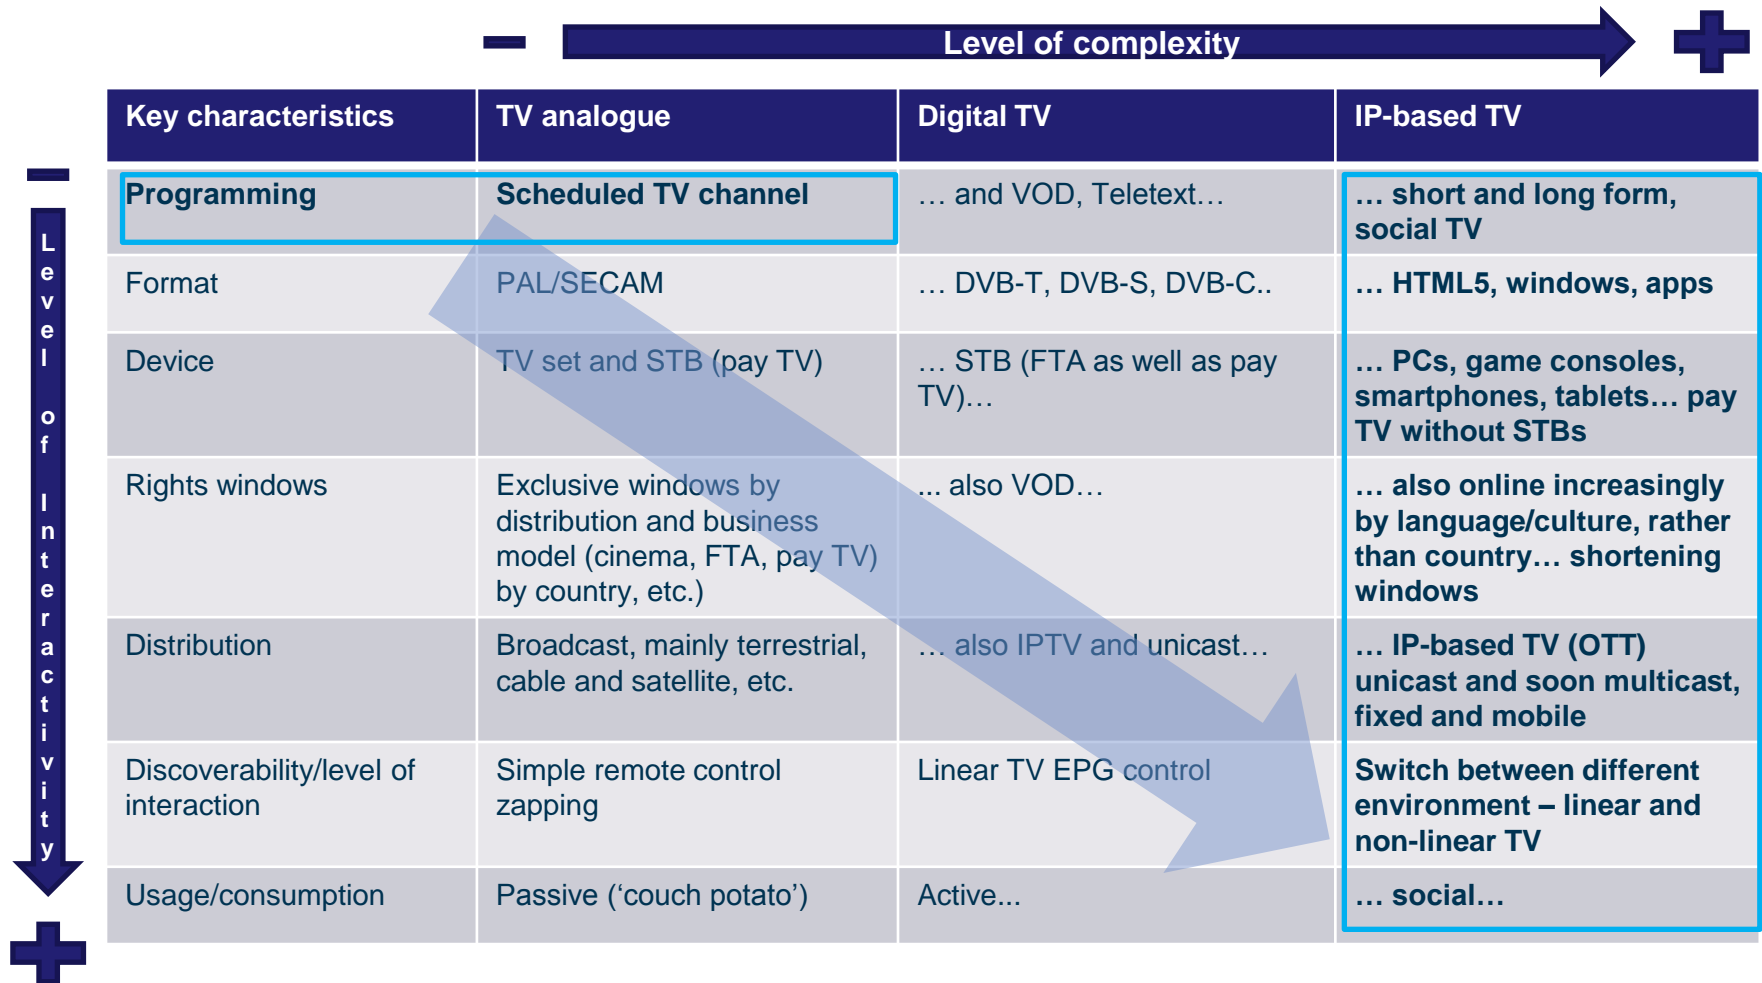 Level of complexity
Key characteristics
TV analogue
Digital TV
IP-based TV
Level of Interactivity
Programming
Scheduled TV channel
… and VOD, Teletext…
… short and long form,
social TV
Format
PAL/SECAM
… DVB-T, DVB-S, DVB-C..
… HTML5, windows, apps
Device
TV set and STB (pay TV)
… STB (FTA as well as pay
TV)…
… PCs, game consoles,
smartphones, tablets… pay
TV without STBs
Rights windows
Exclusive windows by
distribution and business
model (cinema, FTA, pay TV)
by country, etc.)
... also VOD…
… also online increasingly
by language/culture, rather
than country… shortening
windows
Distribution
Broadcast, mainly terrestrial,
cable and satellite, etc.
… also IPTV and unicast…
… IP-based TV (OTT)
unicast and soon multicast,
fixed and mobile
Discoverability/level of
interaction
Simple remote control
zapping
Linear TV EPG control
Switch between different
environment – linear and
non-linear TV
Usage/consumption
Passive (‘couch potato’)
Active...
… social…